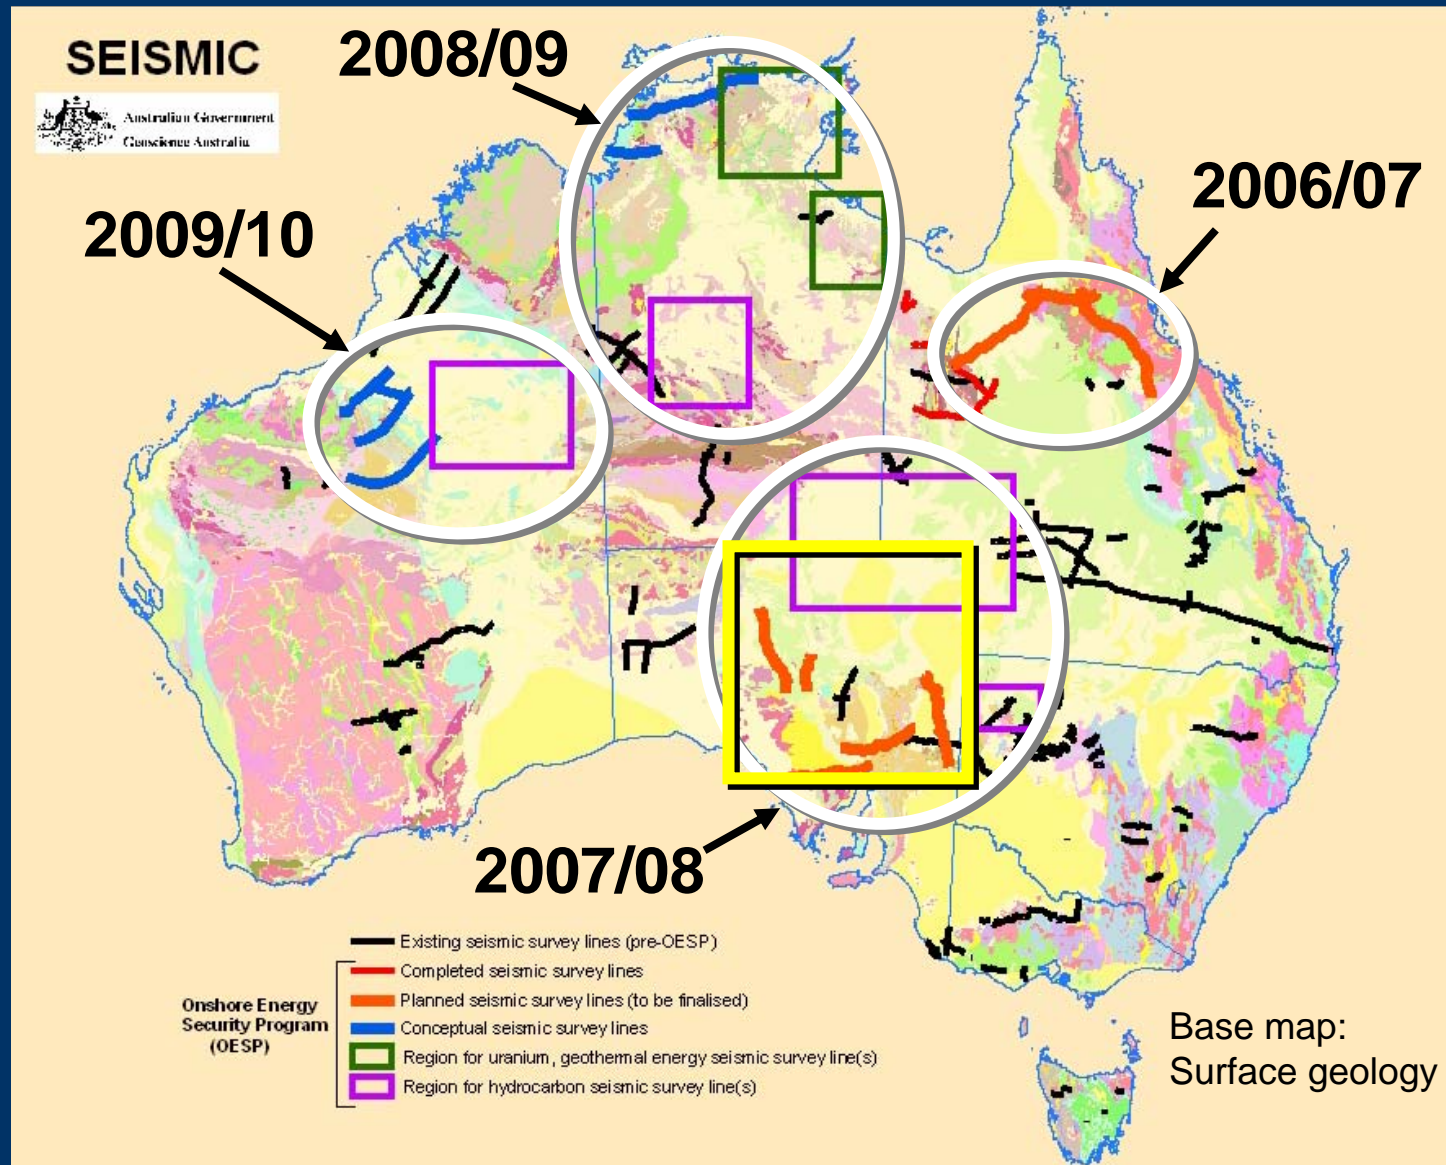 SEISMIC
Australian Government
Geoscience Australia
2008/09
2006/07
2009/10
2007/08
Existing seismic survey lines (pre-OESP)
Onshore Energy
Security Program
(OESP)
Completed seismic survey lines
Planned seismic survey lines (to be finalised)
Conceptual seismic survey lines
Region for uranium, geothermal energy seismic survey line(s)
Region for hydrocarbon seismic survey line(s)
Base map:
Surface geology